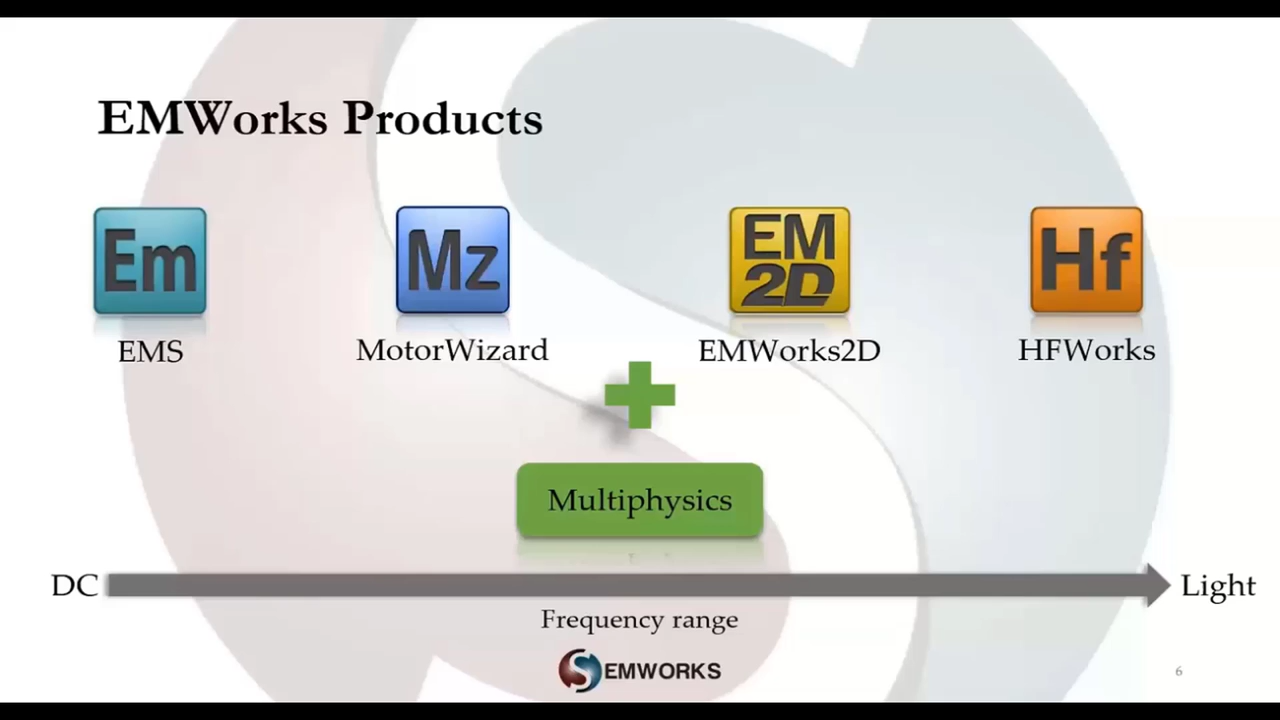 EMWorks Products
Em
Mz
EM
2D
Hf
EMS
MotorWizard
EMWorks2D
HFWorks
Multiphysics
DC
Light
Frequency range
EMWORKS
6